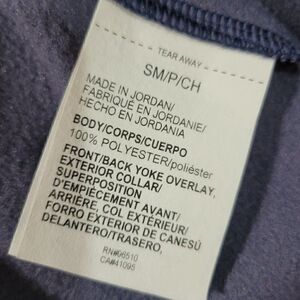 TEAR AWAY
SM/P/CH
MADE IN JORDAN/
FABRIQUÉ EN JORDANIE/
HECHO EN JORDANIA
BODY/CORPS/CUERPO
100% POLYESTER/poliéster
FRONT/BACK YOKE OVERLAY,
EXTERIOR COLLAR/
SUPERPOSITION
D'EMPIÈCEMENT AVANT/
ARRIÈRE, COL EXTÉRIEUR/
FORRO EXTERIOR DE CANESÚ
DELANTERO/TRASERO,
RN#96510
CA#41095